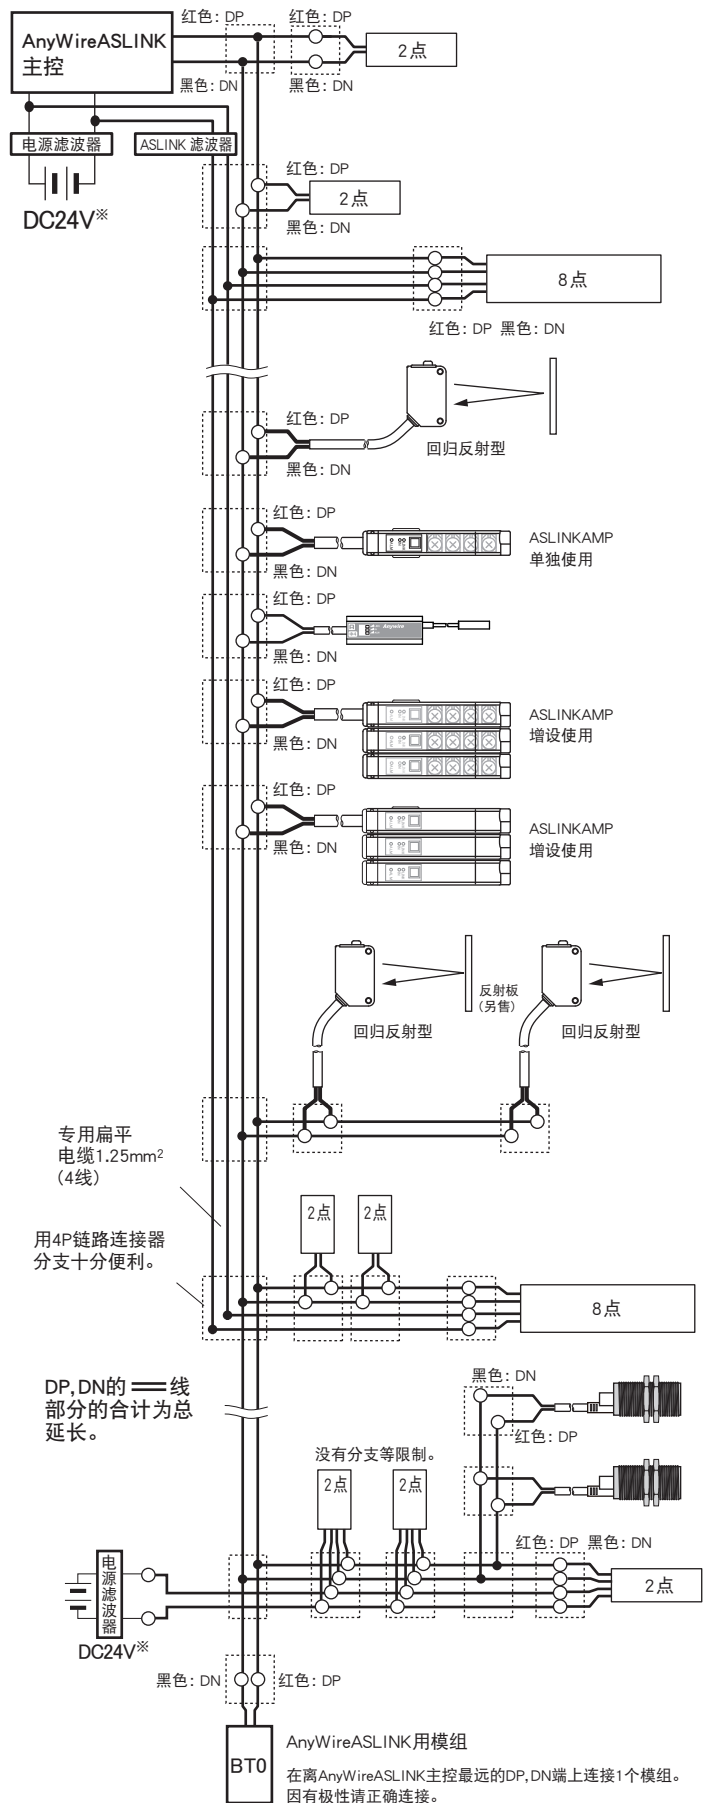 红色: DP
红色: DP
AnyWireASLINK
主控
2点
黑色: DN
黑色: DN
电源滤波器
ASLINK 滤波器
红色: DP
2点
DC24V※
黑色: DN
8点
红色: DP 黑色: DN
红色: DP
回归反射型
黑色: DN
红色: DP
ASLINKAMP
单独使用
黑色: DN
红色: DP
Anywire
黑色: DN
红色: DP
ASLINKAMP
增设使用
黑色: DN
红色: DP
ASLINKAMP
增设使用
黑色: DN
反射板
(另售)
回归反射型
回归反射型
专用扁平
电缆1.25mm²
(4线)
2点
2点
用4P链路连接器
分支十分便利。
8点
黑色: DN
DP,DN的 线
部分的合计为总
延长。
红色: DP
没有分支等限制。
2点
2点
红色: DP 黑色: DN
电源滤波器
2点
DC24V※
黑色: DN
红色: DP
BT0
AnyWireASLINK用模组
在离AnyWireASLINK主控最远的DP,DN端上连接1个模组。
因有极性请正确连接。